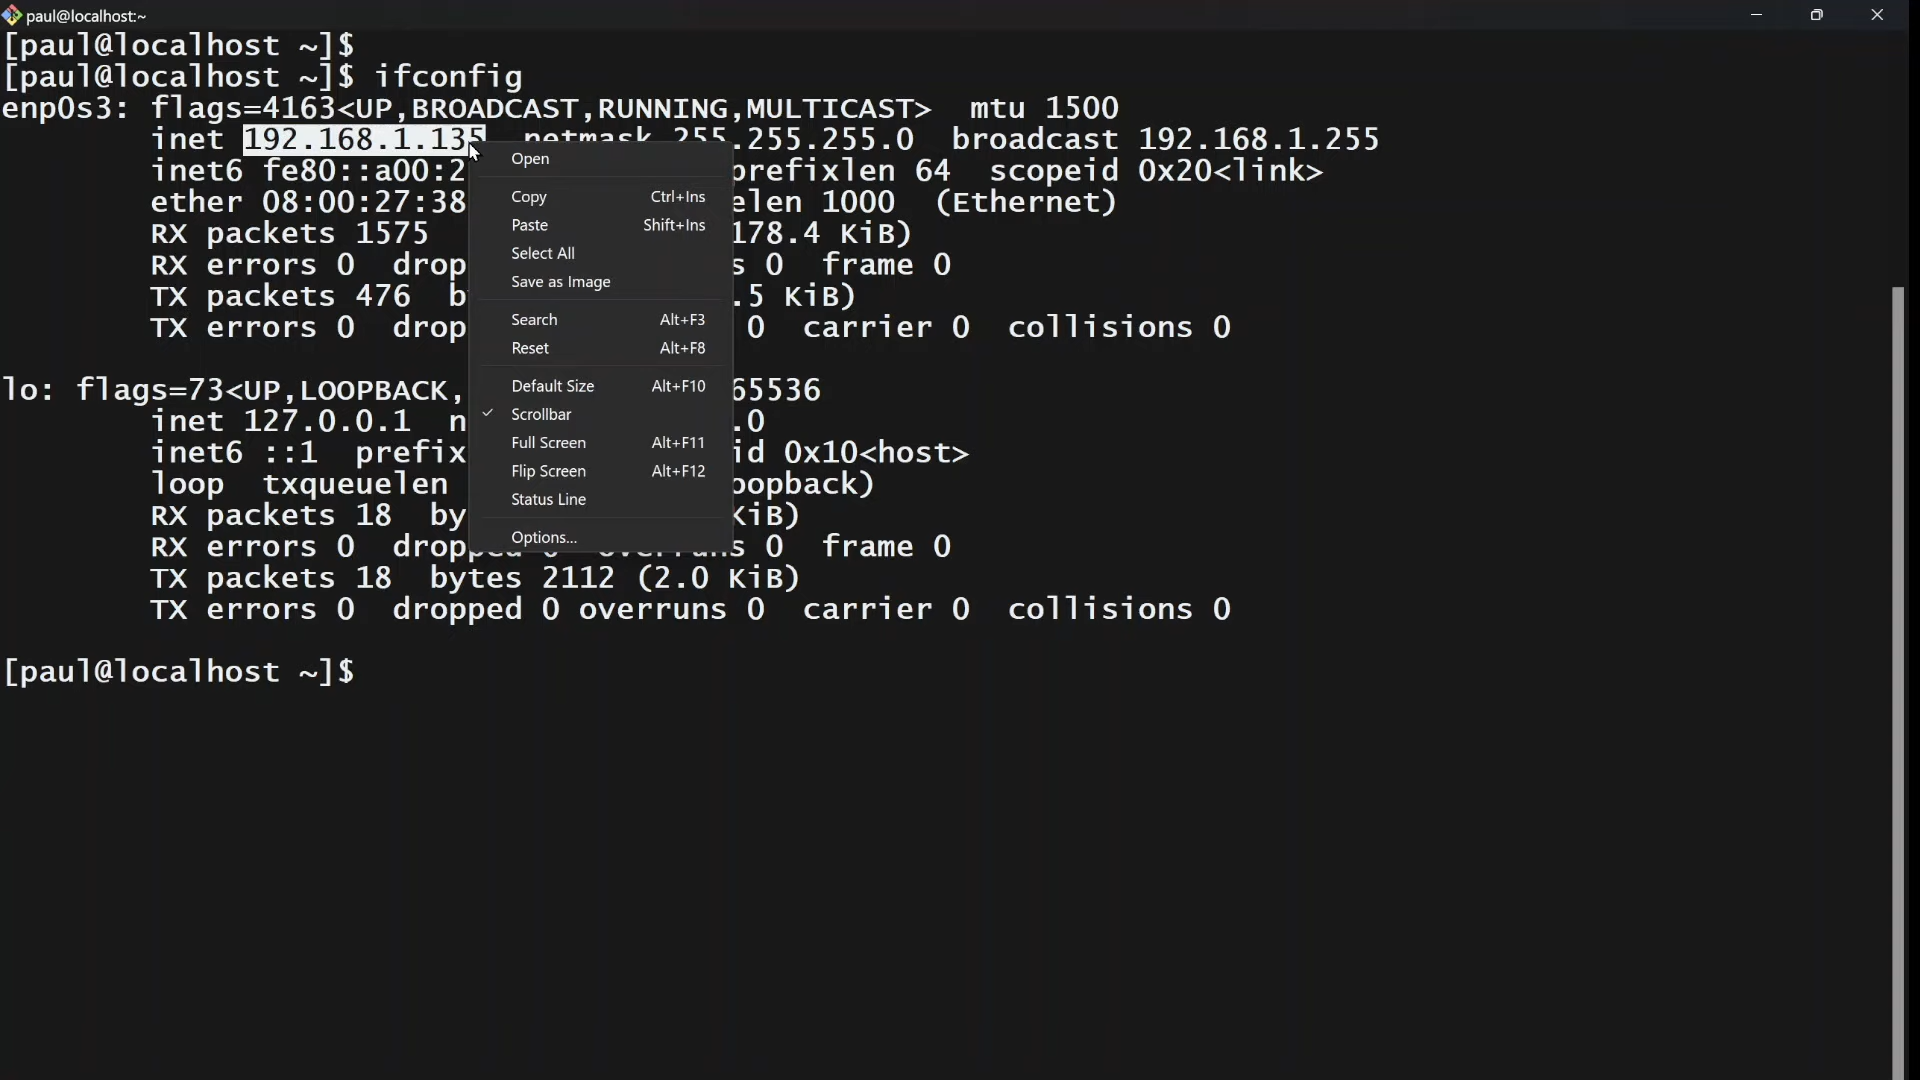 paul@localhost:~
[paul@localhost ~]$
[paul@localhost ~]$ ifconfig
enp0s3: flags=4163<UP,BROADCAST,RUNNING,MULTICAST>  mtu 1500
inet 192.168.1.135 netmask 255.255.255.0  broadcast 192.168.1.255
inet6 fe80::a00:2 prefixlen 64  scopeid 0x20<link>
ether 08:00:27:38 elen 1000  (Ethernet)
RX packets 1575 178.4 KiB)
RX errors 0  drop s 0  frame 0
TX packets 476  b .5 KiB)
TX errors 0  drop 0  carrier 0  collisions 0
lo: flags=73<UP,LOOPBACK, 65536
inet 127.0.0.1  n .0
inet6 ::1  prefix id 0x10<host>
loop  txqueuelen oopback)
RX packets 18  by KiB)
RX errors 0  dropped 0  overruns 0  frame 0
TX packets 18  bytes 2112 (2.0 KiB)
TX errors 0  dropped 0 overruns 0  carrier 0  collisions 0
[paul@localhost ~]$
Open
Copy Ctrl+Ins
Paste Shift+Ins
Select All
Save as Image
Search Alt+F3
Reset Alt+F8
Default Size Alt+F10
Scrollbar
Full Screen Alt+F11
Flip Screen Alt+F12
Status Line
Options...